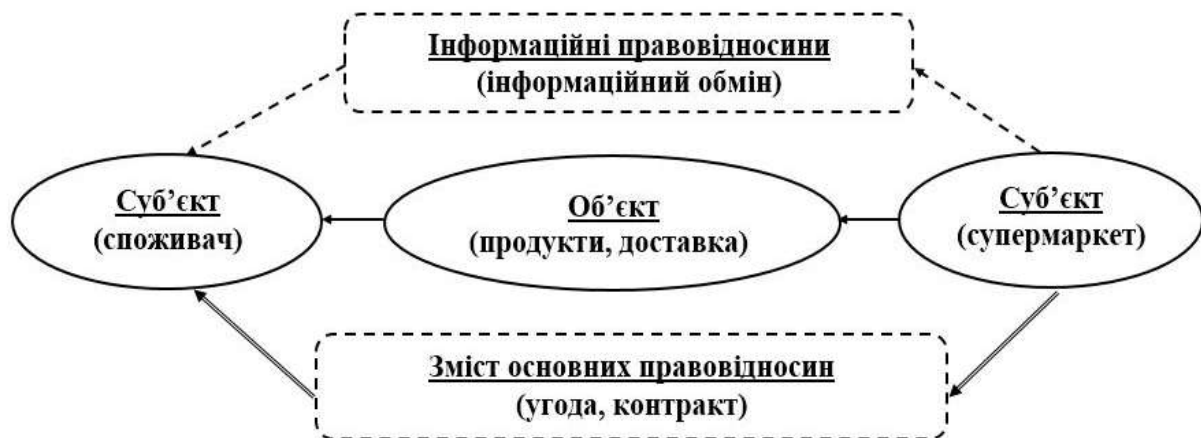 Інформаційні правовідносини
(інформаційний обмін)
Суб’єкт
(споживач)
Об’єкт
(продукти, доставка)
Суб’єкт
(супермаркет)
Зміст основних правовідносин
(угода, контракт)